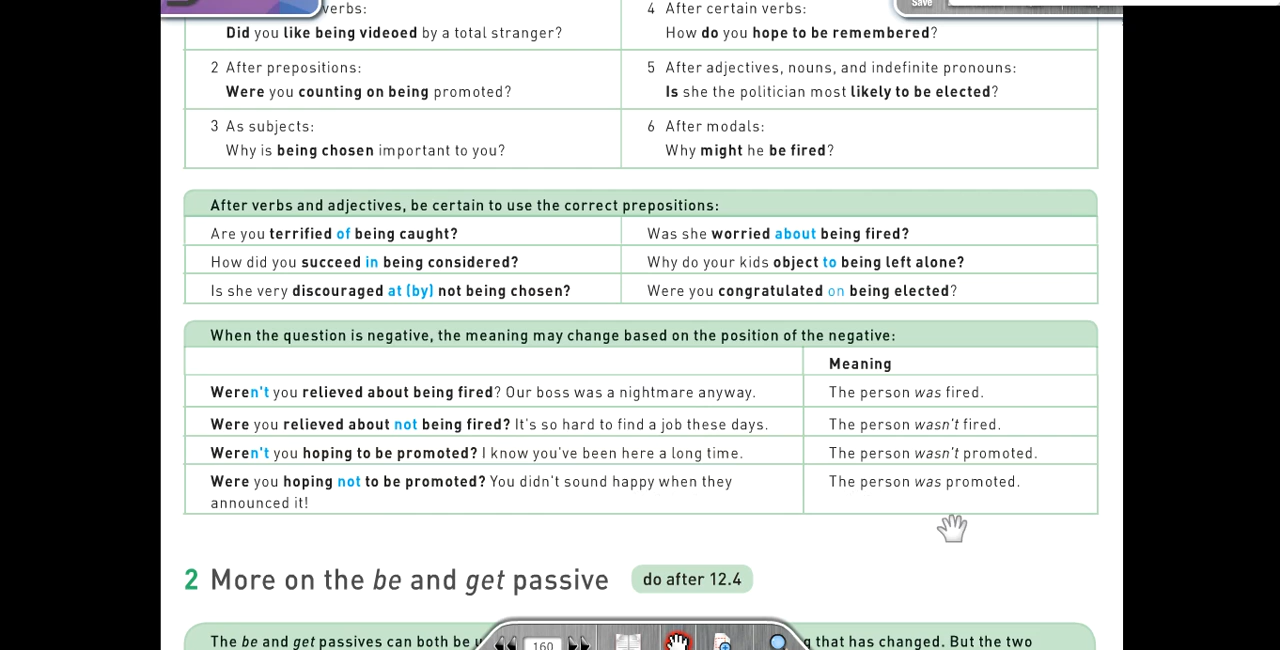 verbs:
Did you like being videoed by a total stranger?
4 After certain verbs:
How do you hope to be remembered?
Save
2 After prepositions:
Were you counting on being promoted?
5 After adjectives, nouns, and indefinite pronouns:
Is she the politician most likely to be elected?
3 As subjects:
Why is being chosen important to you?
6 After modals:
Why might he be fired?
After verbs and adjectives, be certain to use the correct prepositions:
Are you terrified of being caught?
Was she worried about being fired?
How did you succeed in being considered?
Why do your kids object to being left alone?
Is she very discouraged at (by) not being chosen?
Were you congratulated on being elected?
When the question is negative, the meaning may change based on the position of the negative:
Meaning
Weren't you relieved about being fired? Our boss was a nightmare anyway.
The person was fired.
Were you relieved about not being fired? It's so hard to find a job these days.
The person wasn't fired.
Weren't you hoping to be promoted? I know you've been here a long time.
The person wasn't promoted.
Were you hoping not to be promoted? You didn't sound happy when they
announced it!
The person was promoted.
2 More on the be and get passive do after 12.4
The be and get passives can both be
that has changed. But the two
160